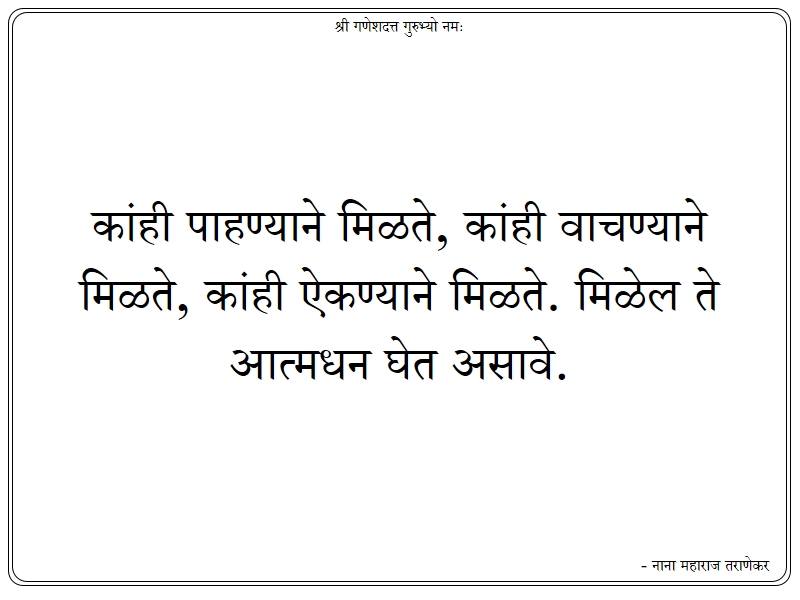 श्री गणेशदत्त गुरुभ्यो नमः
कांही पाहण्याने मिळते, कांही वाचण्याने
मिळते, कांही ऐकण्याने मिळते. मिळेल ते
आत्मधन घेत असावे.
- नाना महाराज तराणेकर